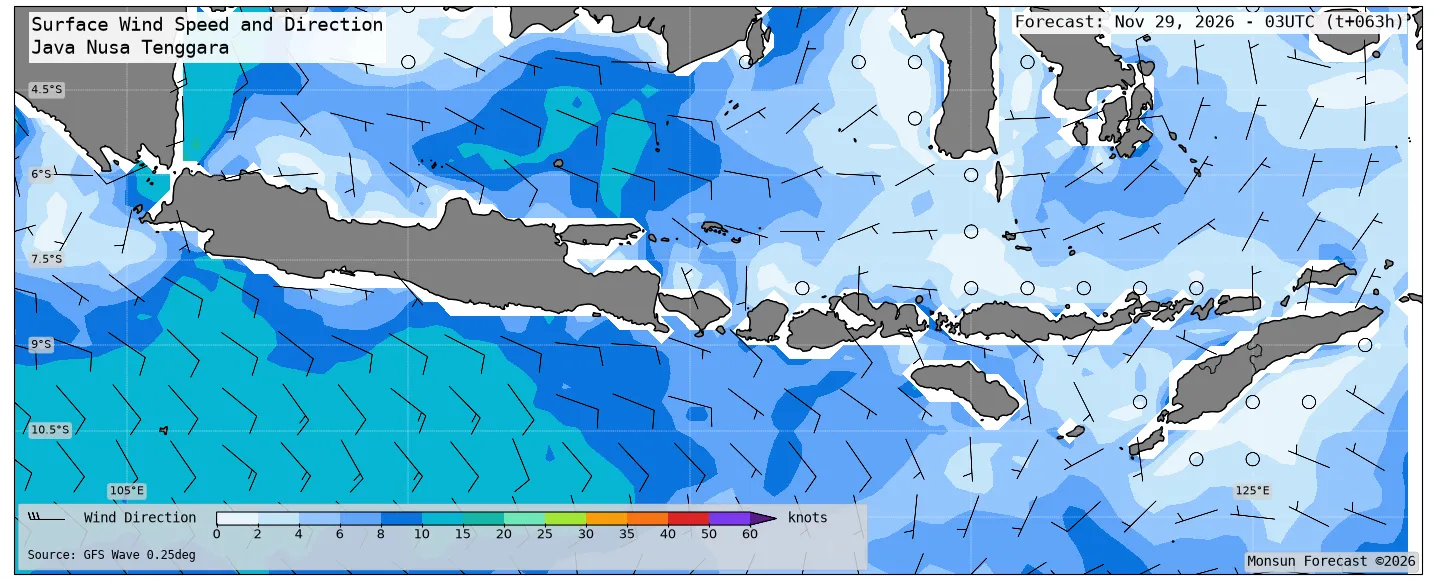 Surface Wind Speed and Direction
Java Nusa Tenggara
Forecast: Nov 29, 2026 - 03UTC (t+063h)
4.5°S
6°S
7.5°S
9°S
10.5°S
105°E
125°E
Wind Direction
0 2 4 6 8 10 15 20 25 30 35 40 50 60
knots
Source: GFS Wave 0.25deg
Monsun Forecast ©2026